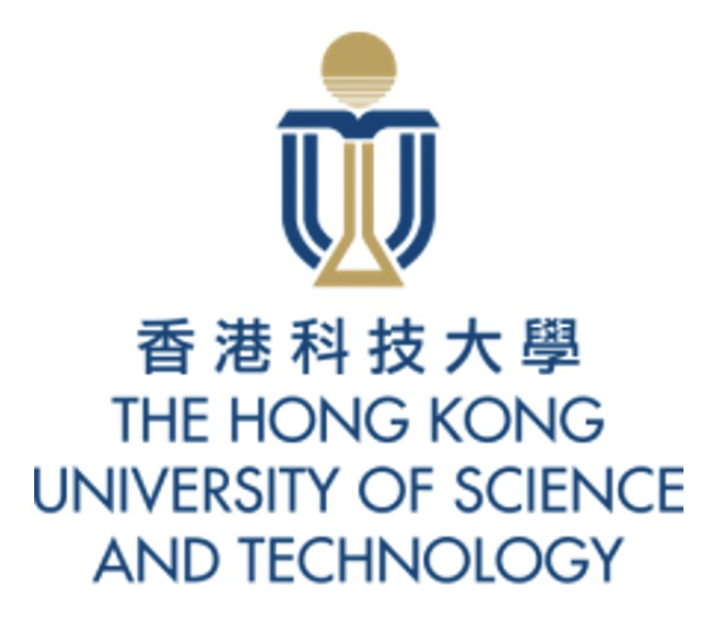 香港科技大學
THE HONG KONG
UNIVERSITY OF SCIENCE
AND TECHNOLOGY